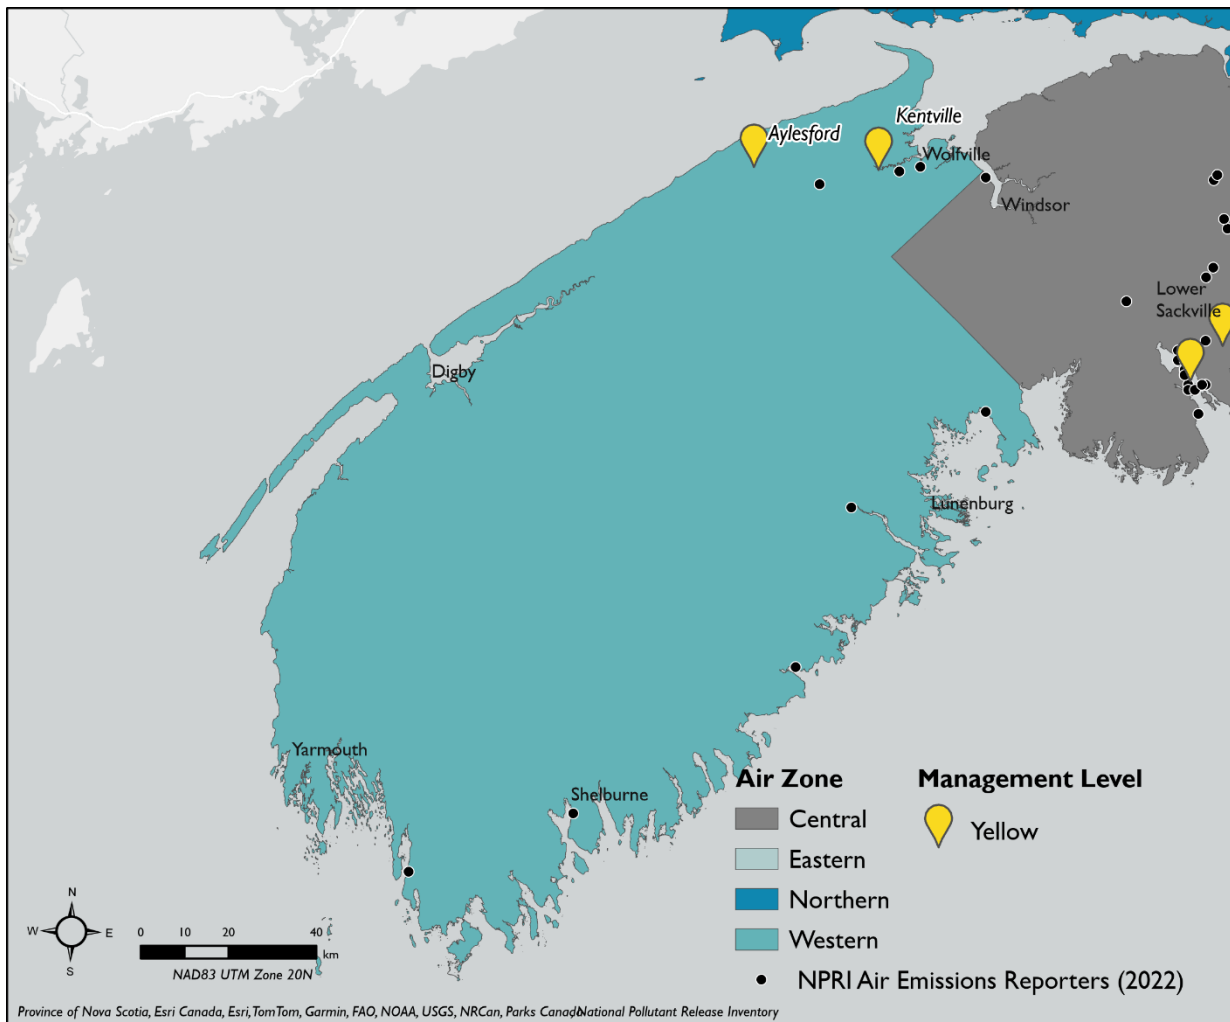 Kentville
Aylesford
Wolfville
Windsor
Lower
Sackville
Digby
Lunenburg
Yarmouth
Shelburne
Air Zone
Central
Eastern
Northern
Western
Management Level
Yellow
NPRI Air Emissions Reporters (2022)
N
W E
S
0 10 20 40
km
NAD83 UTM Zone 20N
Province of Nova Scotia, Esri Canada, Esri, TomTom, Garmin, FAO, NOAA, USGS, NRCan, Parks Canada, National Pollutant Release Inventory